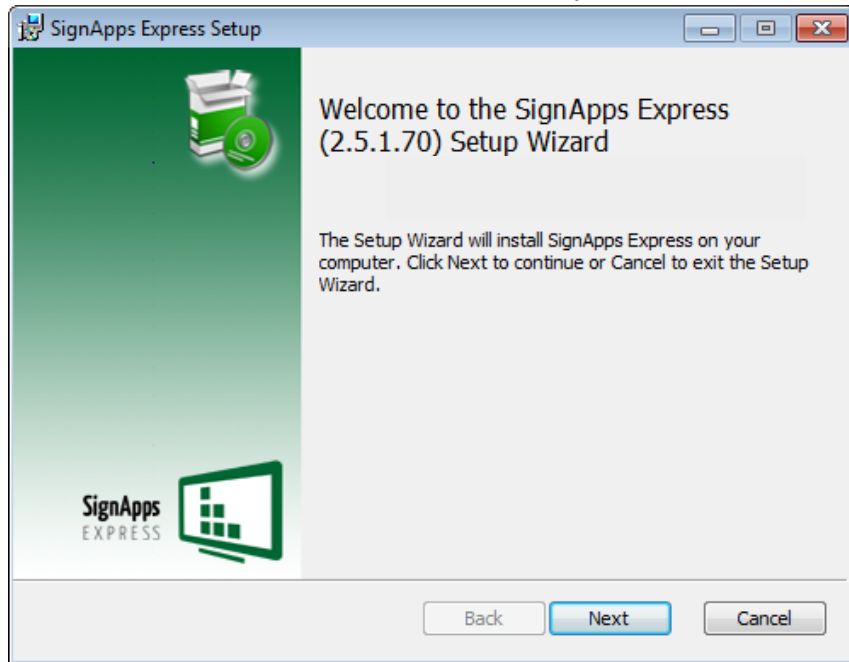 SignApps Express Setup
Welcome to the SignApps Express
(2.5.1.70) Setup Wizard
The Setup Wizard will install SignApps Express on your
computer. Click Next to continue or Cancel to exit the Setup
Wizard.
SignApps
EXPRESS
Back Next Cancel